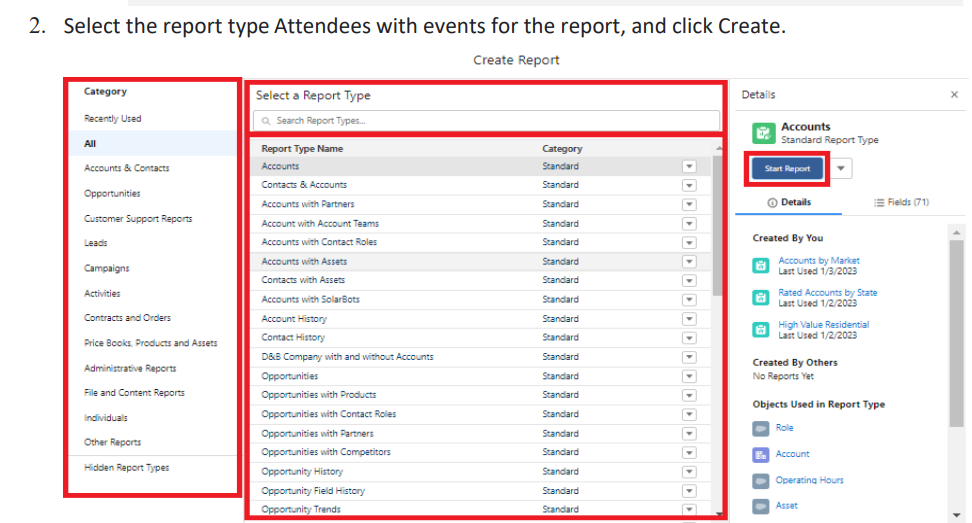 2. Select the report type Attendees with events for the report, and click Create.
Create Report
Category
Recently Used
All
Accounts & Contacts
Opportunities
Customer Support Reports
Leads
Campaigns
Activities
Contracts and Orders
Price Books, Products and Assets
Administrative Reports
File and Content Reports
Individuals
Other Reports
Hidden Report Types
Select a Report Type
Search Report Types...
Report Type Name Category
Accounts Standard
Contacts & Accounts Standard
Accounts with Partners Standard
Account with Account Teams Standard
Accounts with Contact Roles Standard
Accounts with Assets Standard
Contacts with Assets Standard
Accounts with SolarBots Standard
Account History Standard
Contact History Standard
D&B Company with and without Accounts Standard
Opportunities Standard
Opportunities with Products Standard
Opportunities with Contact Roles Standard
Opportunities with Partners Standard
Opportunities with Competitors Standard
Opportunity History Standard
Opportunity Field History Standard
Opportunity Trends Standard
Details
Accounts
Standard Report Type
Start Report
Details Fields (71)
Created By You
Accounts by Market
Last Used 1/3/2023
Rated Accounts by State
Last Used 1/2/2023
High Value Residential
Last Used 1/2/2023
Created By Others
No Reports Yet
Objects Used in Report Type
Role
Account
Operating Hours
Asset